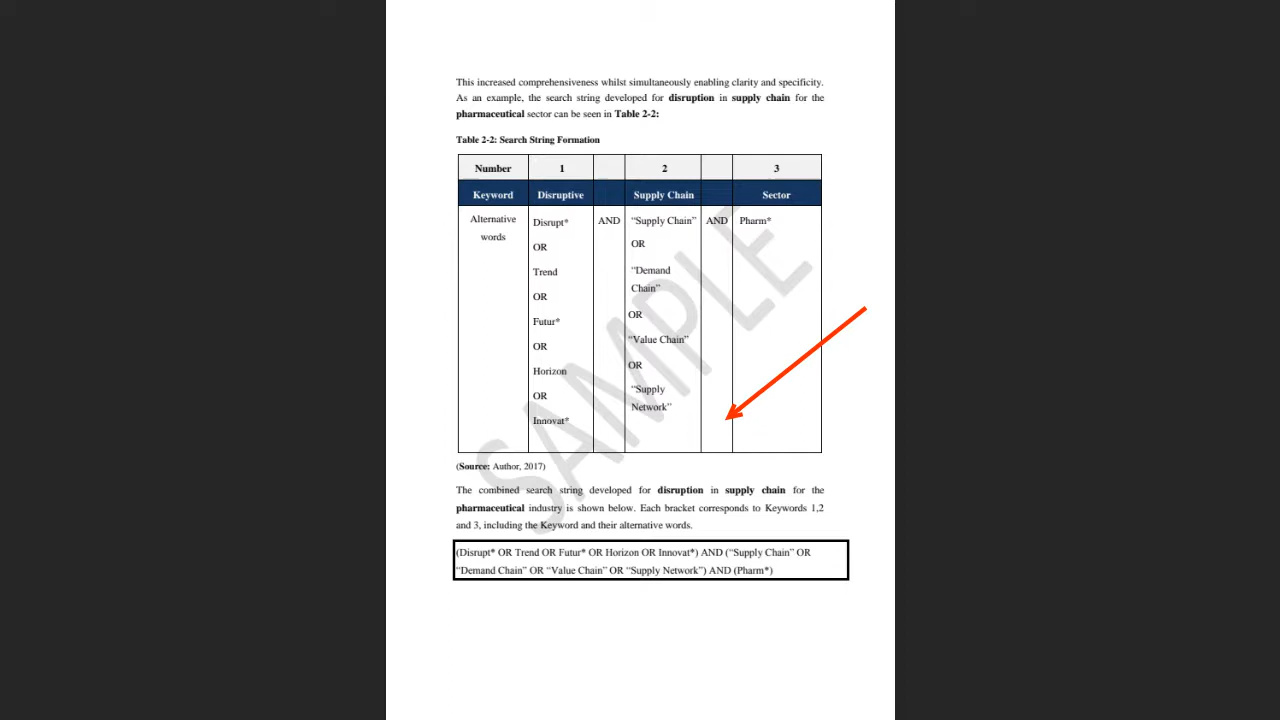 This increased comprehensiveness whilst simultaneously enabling clarity and specificity.
As an example, the search string developed for disruption in supply chain for the
pharmaceutical sector can be seen in Table 2-2:
Table 2-2: Search String Formation
Number 1 2 3
Keyword Disruptive Supply Chain Sector
Alternative words
Disrupt*
OR
Trend
OR
Futur*
OR
Horizon
OR
Innovat*
AND
“Supply Chain”
OR
“Demand
Chain”
OR
“Value Chain”
OR
“Supply
Network”
AND
Pharm*
SAMPLE
(Source: Author, 2017)
The combined search string developed for disruption in supply chain for the
pharmaceutical industry is shown below. Each bracket corresponds to Keywords 1,2
and 3, including the Keyword and their alternative words.
(Disrupt* OR Trend OR Futur* OR Horizon OR Innovat*) AND (“Supply Chain” OR
“Demand Chain” OR “Value Chain” OR “Supply Network”) AND (Pharm*)